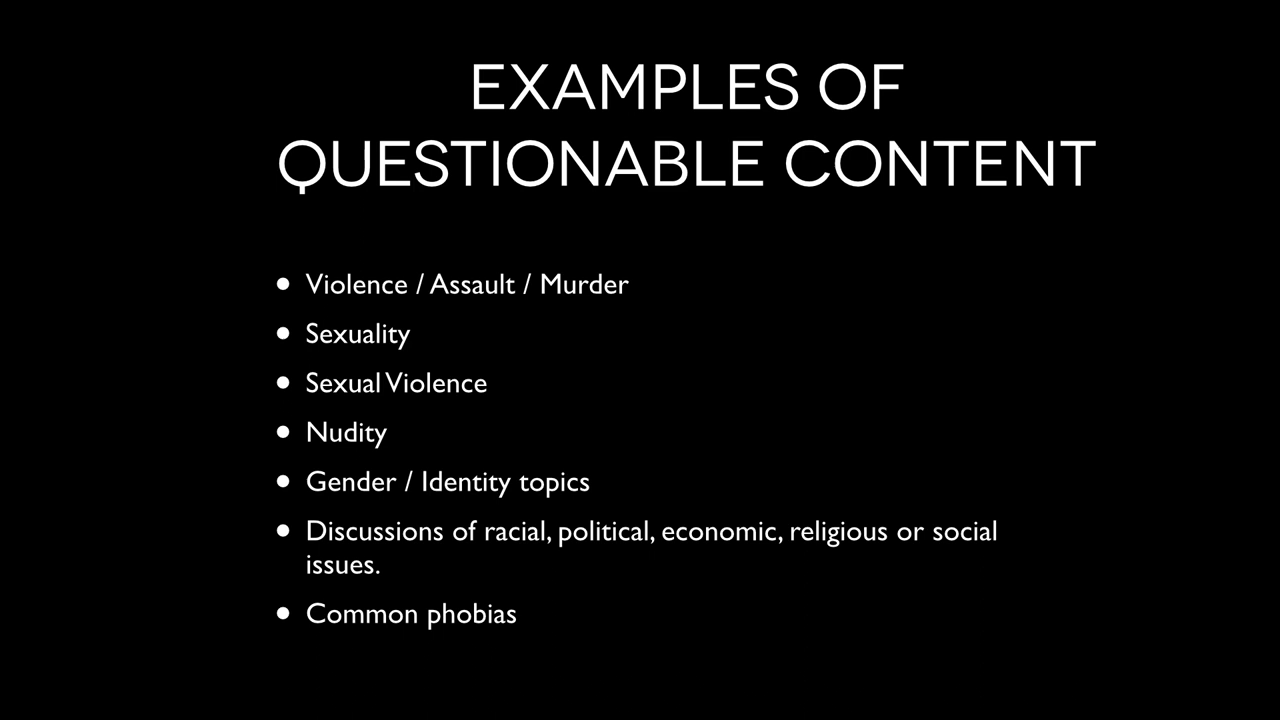 EXAMPLES OF
QUESTIONABLE CONTENT
• Violence / Assault / Murder
• Sexuality
• Sexual Violence
• Nudity
• Gender / Identity topics
• Discussions of racial, political, economic, religious or social
issues.
• Common phobias